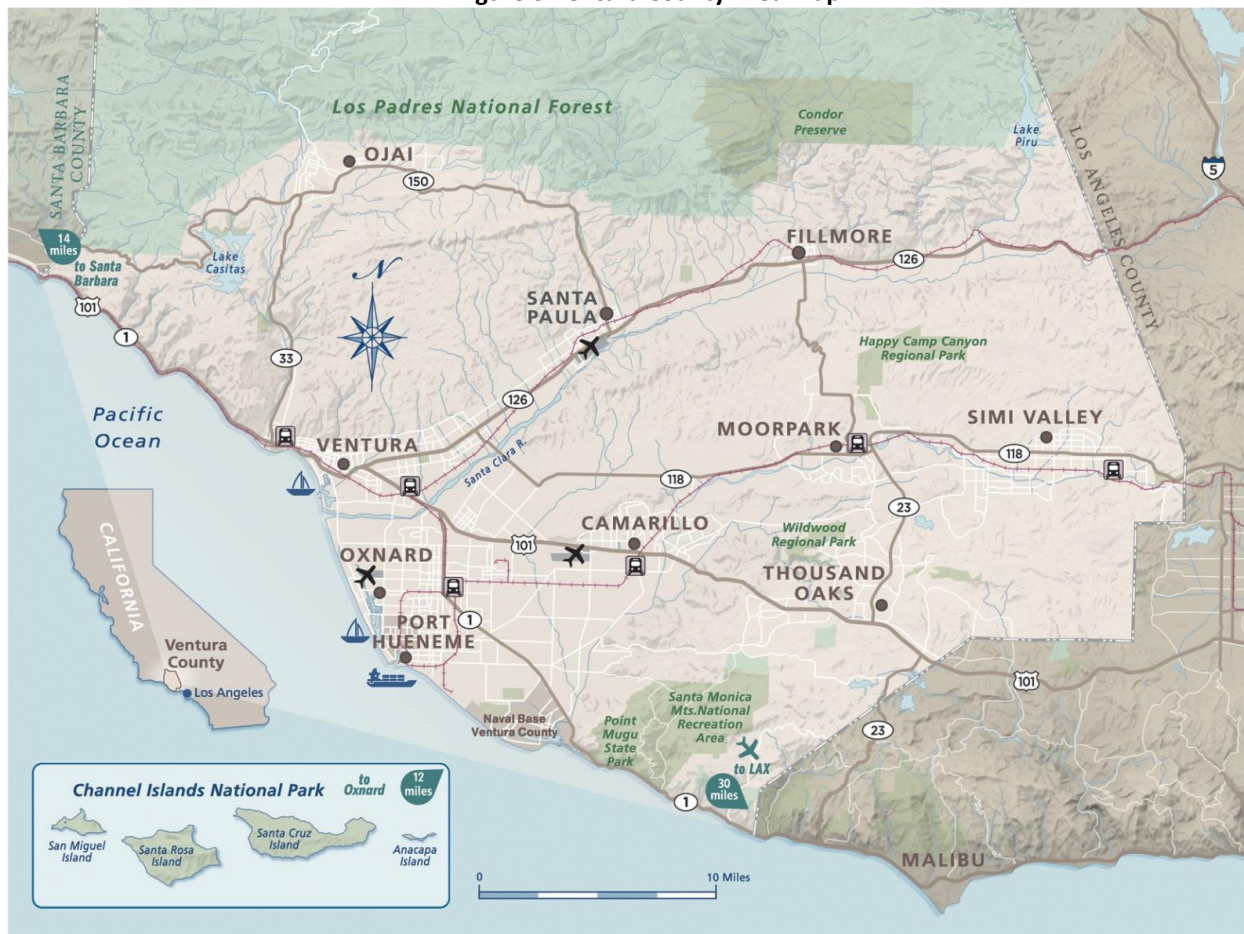 SANTA BARBARA
COUNTY
Los Padres National Forest
Condor
Preserve
Lake
Piru
LOS ANGELES COUNTY
5
OJAI
150
14
miles
to Santa
Barbara
Lake
Casitas
FILLMORE
126
101
1
N
SANTA
PAULA
33
126
Happy Camp Canyon
Regional Park
Pacific
Ocean
VENTURA
Santa Clara R.
MOORPARK
SIMI VALLEY
118
118
23
CAMARILLO
Wildwood
Regional Park
101
OXNARD
THOUSAND
OAKS
PORT
HUENEME
1
CALIFORNIA
Ventura
County
Los Angeles
101
Santa Monica
Mts.National
Recreation
Area
Naval Base
Ventura County
Point
Mugu
State
Park
23
to LAX
30
miles
1
Channel Islands National Park
to
Oxnard
12
miles
San Miguel
Island
Santa Rosa
Island
Santa Cruz
Island
Anacapa
Island
0
10 Miles
MALIBU